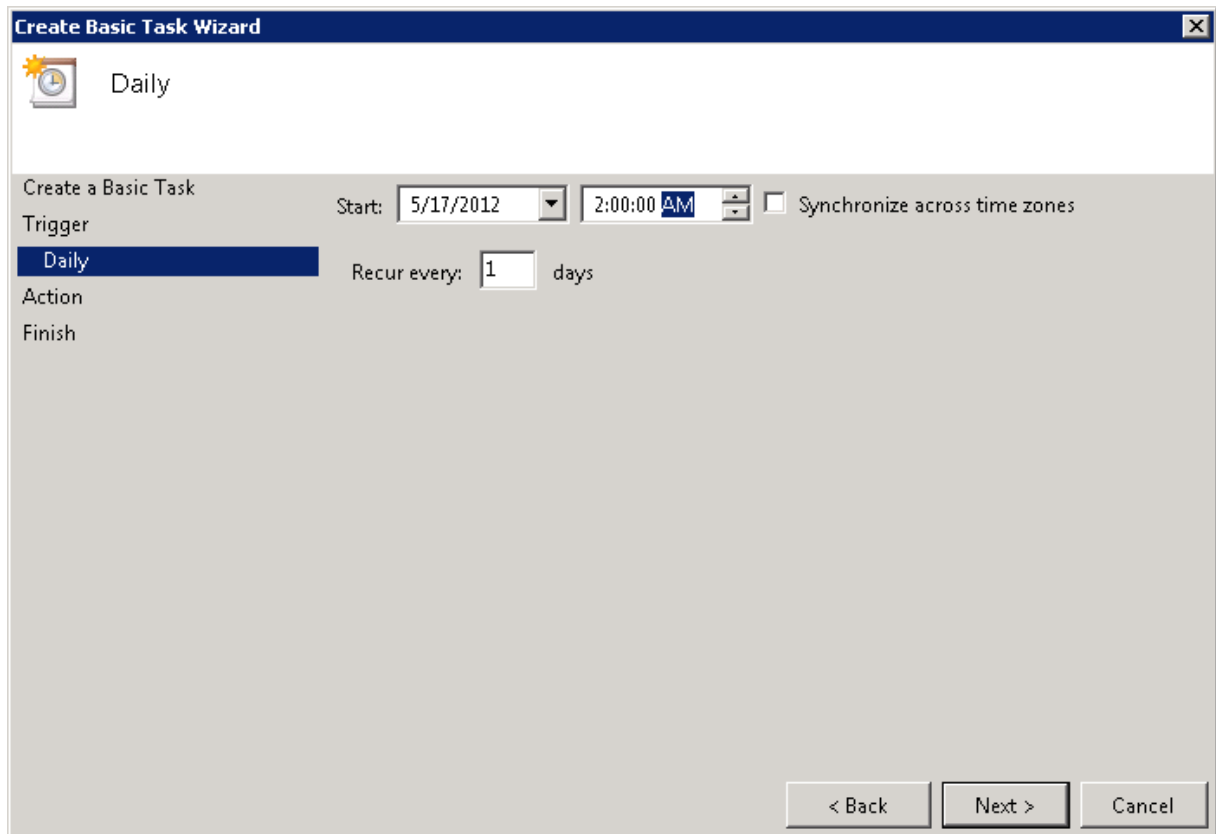 Create Basic Task Wizard
Daily
Create a Basic Task
Trigger
Daily
Action
Finish
Start: 5/17/2012 2:00:00 AM Synchronize across time zones
Recur every: 1 days
< Back Next > Cancel